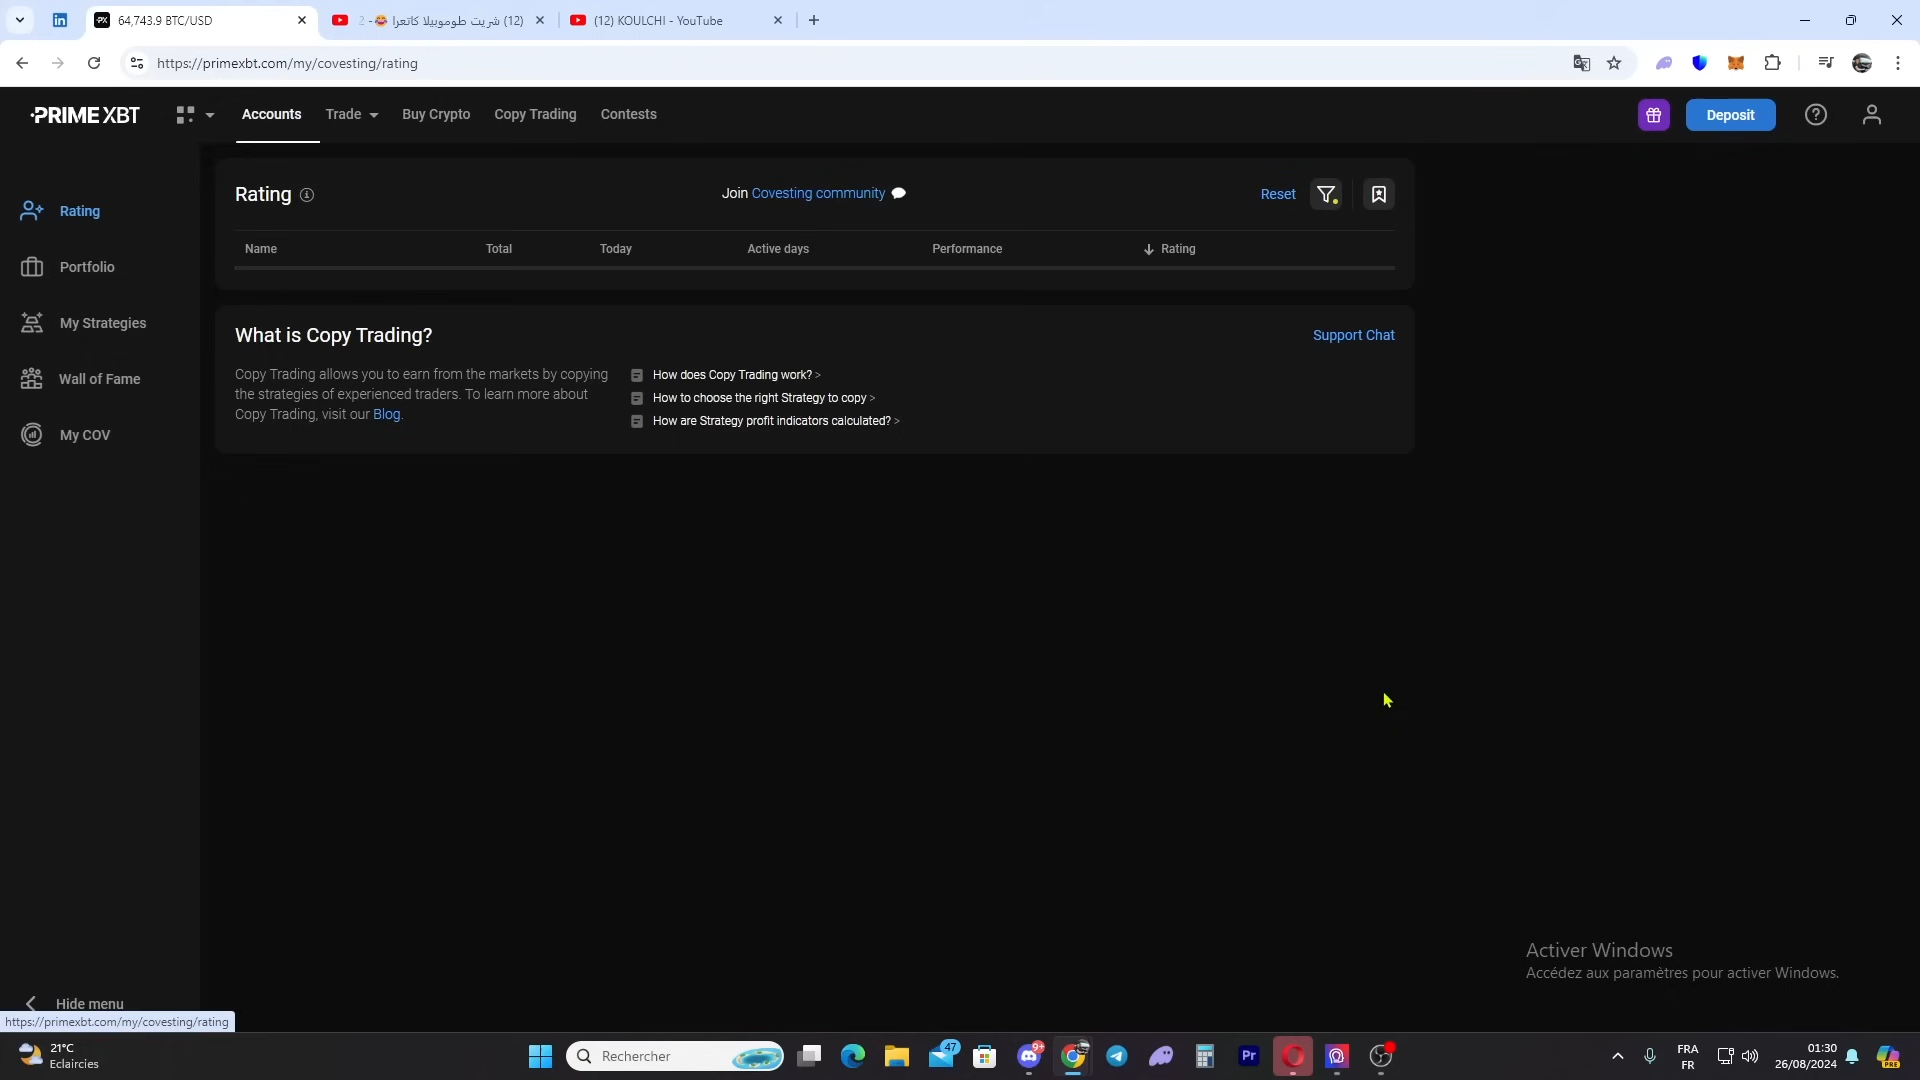 64,743.9 BTC/USD
(12) شريت طوموبيلا كاتعرا 😂 - 2
(12) KOULCHI - YouTube
https://primexbt.com/my/covesting/rating
PRIME XBT
Accounts
Trade
Buy Crypto
Copy Trading
Contests
Deposit
Rating
Portfolio
My Strategies
Wall of Fame
My COV
Hide menu
Rating
Join Covesting community
Reset
Name Total Today Active days Performance Rating
What is Copy Trading?
Support Chat
Copy Trading allows you to earn from the markets by copying
the strategies of experienced traders. To learn more about
Copy Trading, visit our Blog.
How does Copy Trading work? >
How to choose the right Strategy to copy >
How are Strategy profit indicators calculated? >
Activer Windows
Accédez aux paramètres pour activer Windows.
https://primexbt.com/my/covesting/rating
21°C
Eclaircies
Rechercher
47
9+
Pr
FRA
FR
01:30
26/08/2024
PRE